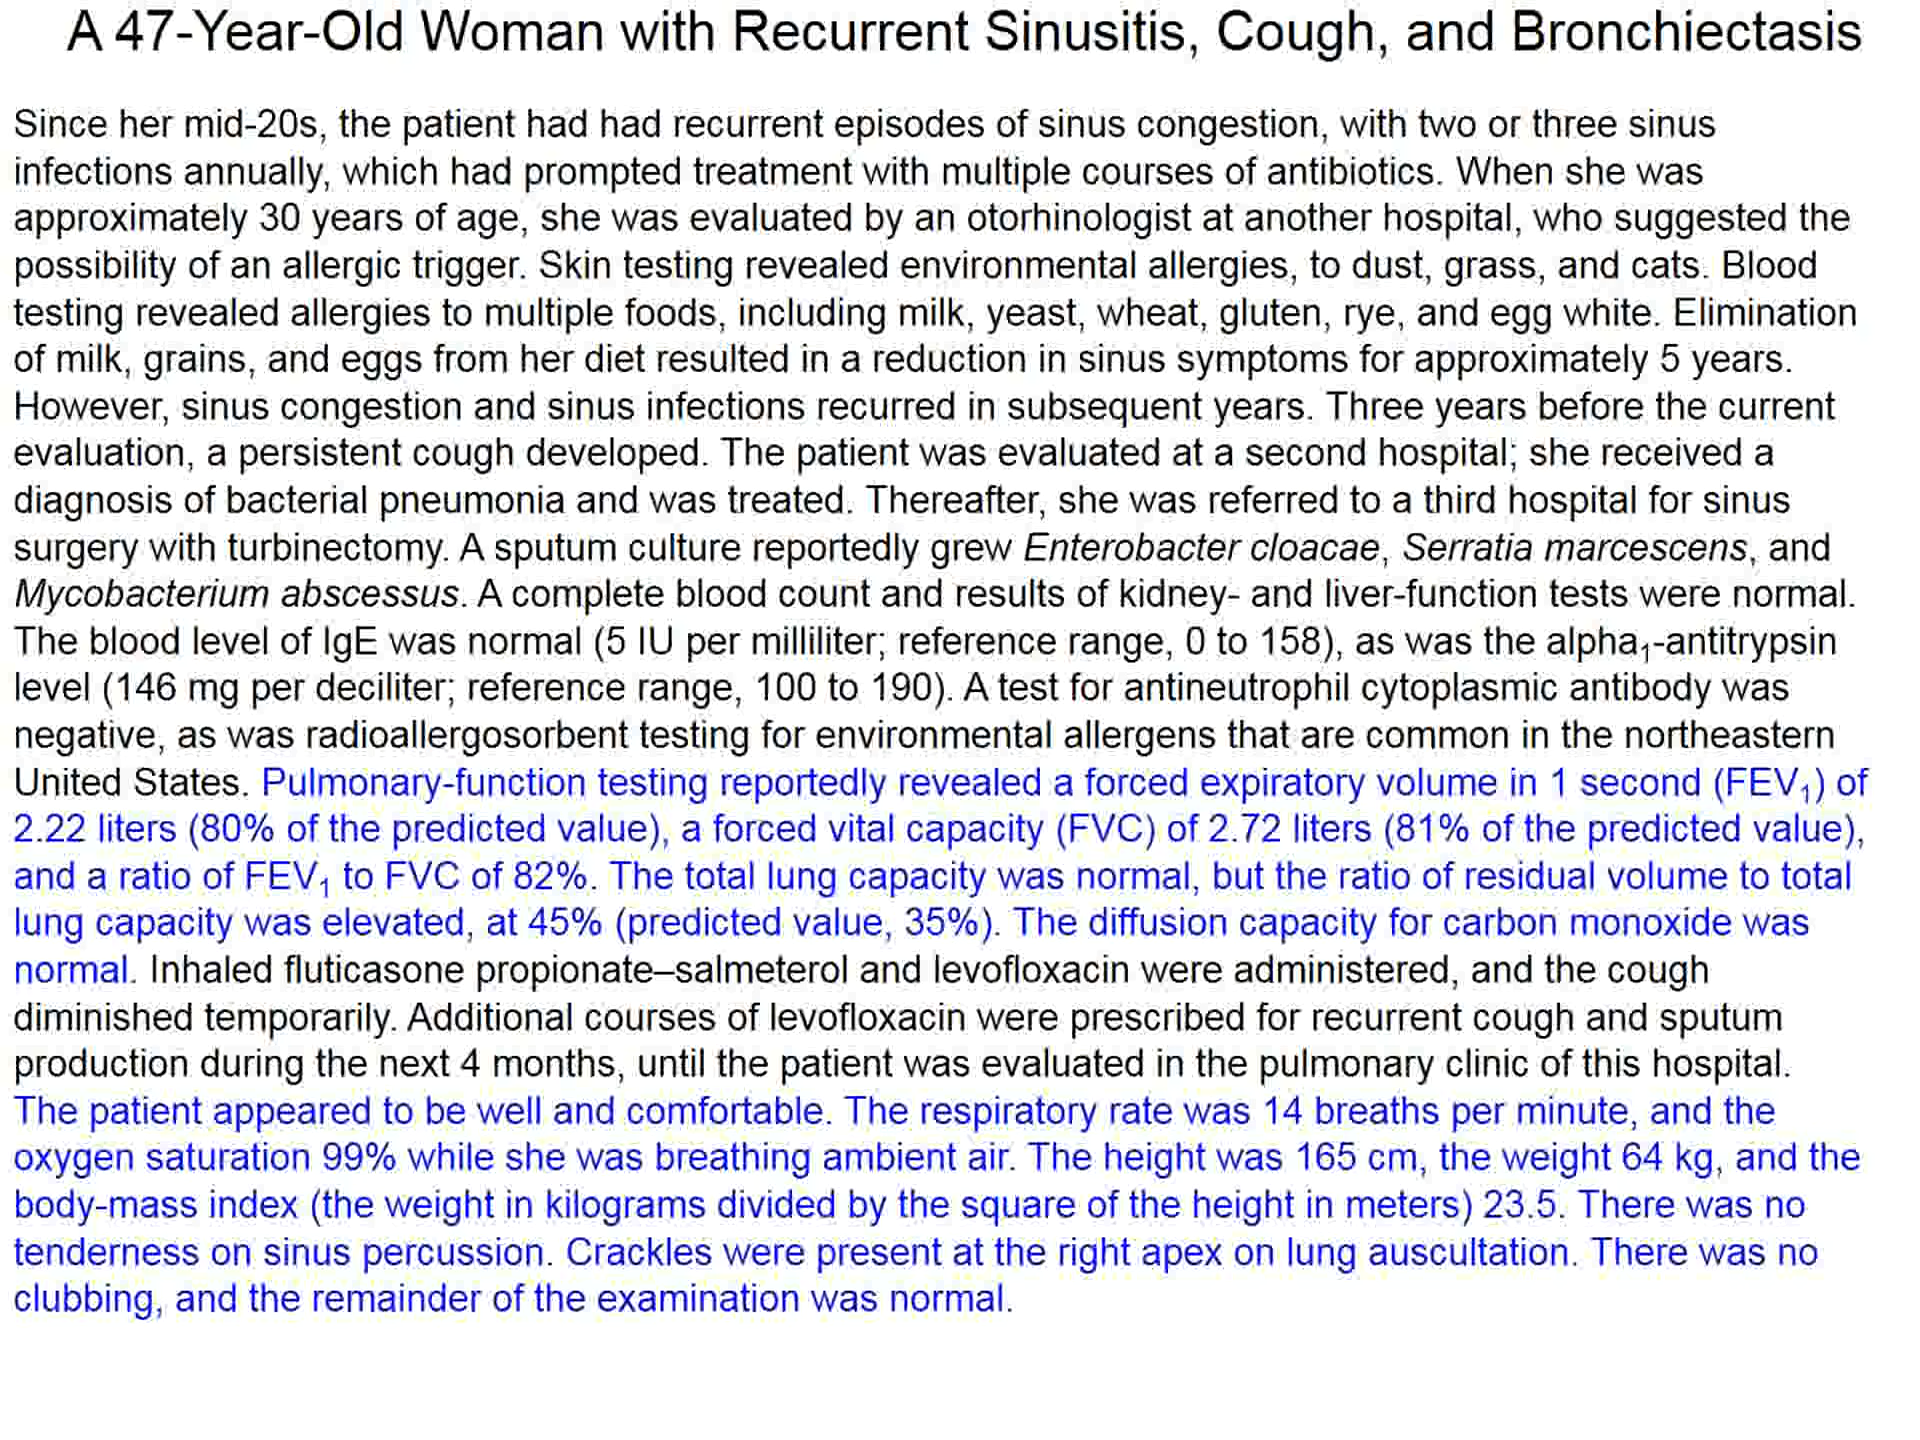 A 47-Year-Old Woman with Recurrent Sinusitis, Cough, and Bronchiectasis
Since her mid-20s, the patient had had recurrent episodes of sinus congestion, with two or three sinus
infections annually, which had prompted treatment with multiple courses of antibiotics. When she was
approximately 30 years of age, she was evaluated by an otorhinologist at another hospital, who suggested the
possibility of an allergic trigger. Skin testing revealed environmental allergies, to dust, grass, and cats. Blood
testing revealed allergies to multiple foods, including milk, yeast, wheat, gluten, rye, and egg white. Elimination
of milk, grains, and eggs from her diet resulted in a reduction in sinus symptoms for approximately 5 years.
However, sinus congestion and sinus infections recurred in subsequent years. Three years before the current
evaluation, a persistent cough developed. The patient was evaluated at a second hospital; she received a
diagnosis of bacterial pneumonia and was treated. Thereafter, she was referred to a third hospital for sinus
surgery with turbinectomy. A sputum culture reportedly grew Enterobacter cloacae, Serratia marcescens, and
Mycobacterium abscessus. A complete blood count and results of kidney- and liver-function tests were normal.
The blood level of IgE was normal (5 IU per milliliter; reference range, 0 to 158), as was the alpha₁-antitrypsin
level (146 mg per deciliter; reference range, 100 to 190). A test for antineutrophil cytoplasmic antibody was
negative, as was radioallergosorbent testing for environmental allergens that are common in the northeastern
United States. Pulmonary-function testing reportedly revealed a forced expiratory volume in 1 second (FEV₁) of
2.22 liters (80% of the predicted value), a forced vital capacity (FVC) of 2.72 liters (81% of the predicted value),
and a ratio of FEV₁ to FVC of 82%. The total lung capacity was normal, but the ratio of residual volume to total
lung capacity was elevated, at 45% (predicted value, 35%). The diffusion capacity for carbon monoxide was
normal. Inhaled fluticasone propionate–salmeterol and levofloxacin were administered, and the cough
diminished temporarily. Additional courses of levofloxacin were prescribed for recurrent cough and sputum
production during the next 4 months, until the patient was evaluated in the pulmonary clinic of this hospital.
The patient appeared to be well and comfortable. The respiratory rate was 14 breaths per minute, and the
oxygen saturation 99% while she was breathing ambient air. The height was 165 cm, the weight 64 kg, and the
body-mass index (the weight in kilograms divided by the square of the height in meters) 23.5. There was no
tenderness on sinus percussion. Crackles were present at the right apex on lung auscultation. There was no
clubbing, and the remainder of the examination was normal.